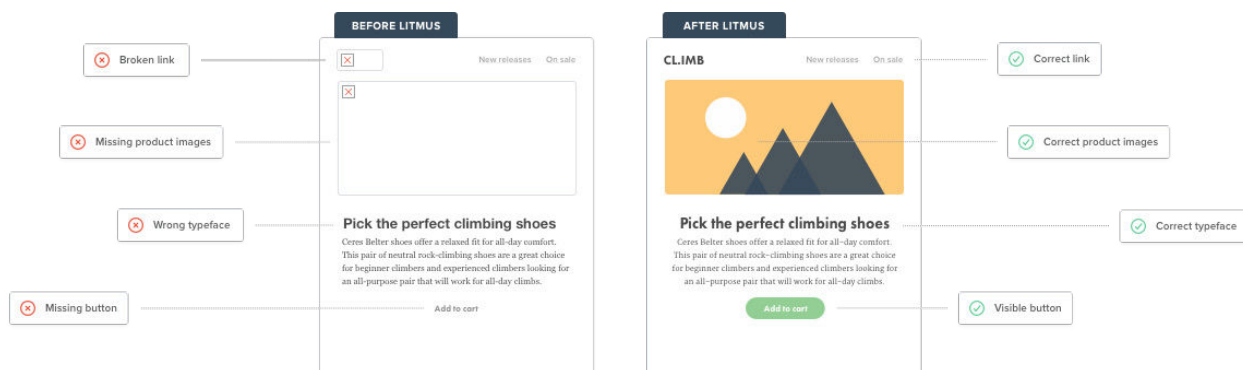 BEFORE LITMUS
AFTER LITMUS
Broken link
New releases On sale
CL.IMB
New releases On sale
Correct link
Missing product images
Correct product images
Wrong typeface
Pick the perfect climbing shoes
Ceres Belter shoes offer a relaxed fit for all-day comfort.
This pair of neutral rock-climbing shoes are a great choice
for beginner climbers and experienced climbers looking for
an all-purpose pair that will work for all-day climbs.
Pick the perfect climbing shoes
Ceres Belter shoes offer a relaxed fit for all-day comfort.
This pair of neutral rock-climbing shoes are a great choice
for beginner climbers and experienced climbers looking for
an all-purpose pair that will work for all-day climbs.
Correct typeface
Missing button
Add to cart
Add to cart
Visible button